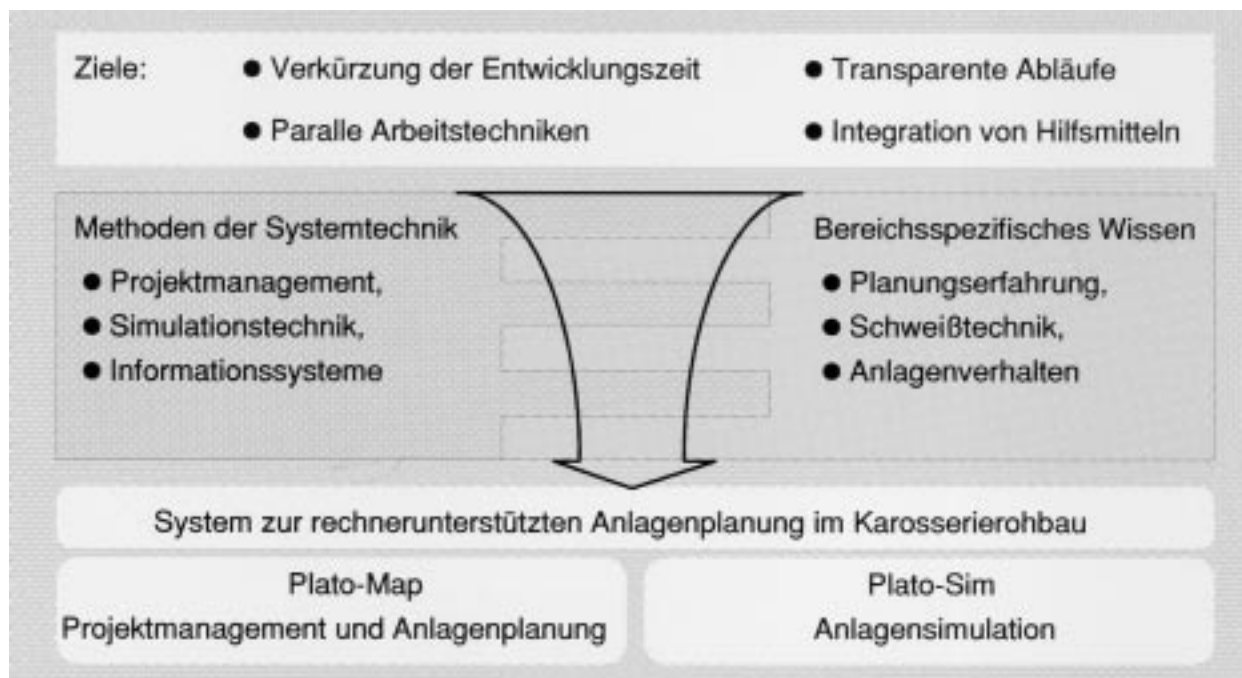 Ziele: ● Verkürzung der Entwicklungszeit ● Transparente Abläufe
● Paralle Arbeitstechniken ● Integration von Hilfsmitteln
Methoden der Systemtechnik
● Projektmanagement,
● Simulationstechnik,
● Informationssysteme
Bereichsspezifisches Wissen
● Planungserfahrung,
● Schweißtechnik,
● Anlagenverhalten
System zur rechnerunterstützten Anlagenplanung im Karosserierohbau
Plato-Map
Projektmanagement und Anlagenplanung
Plato-Sim
Anlagensimulation